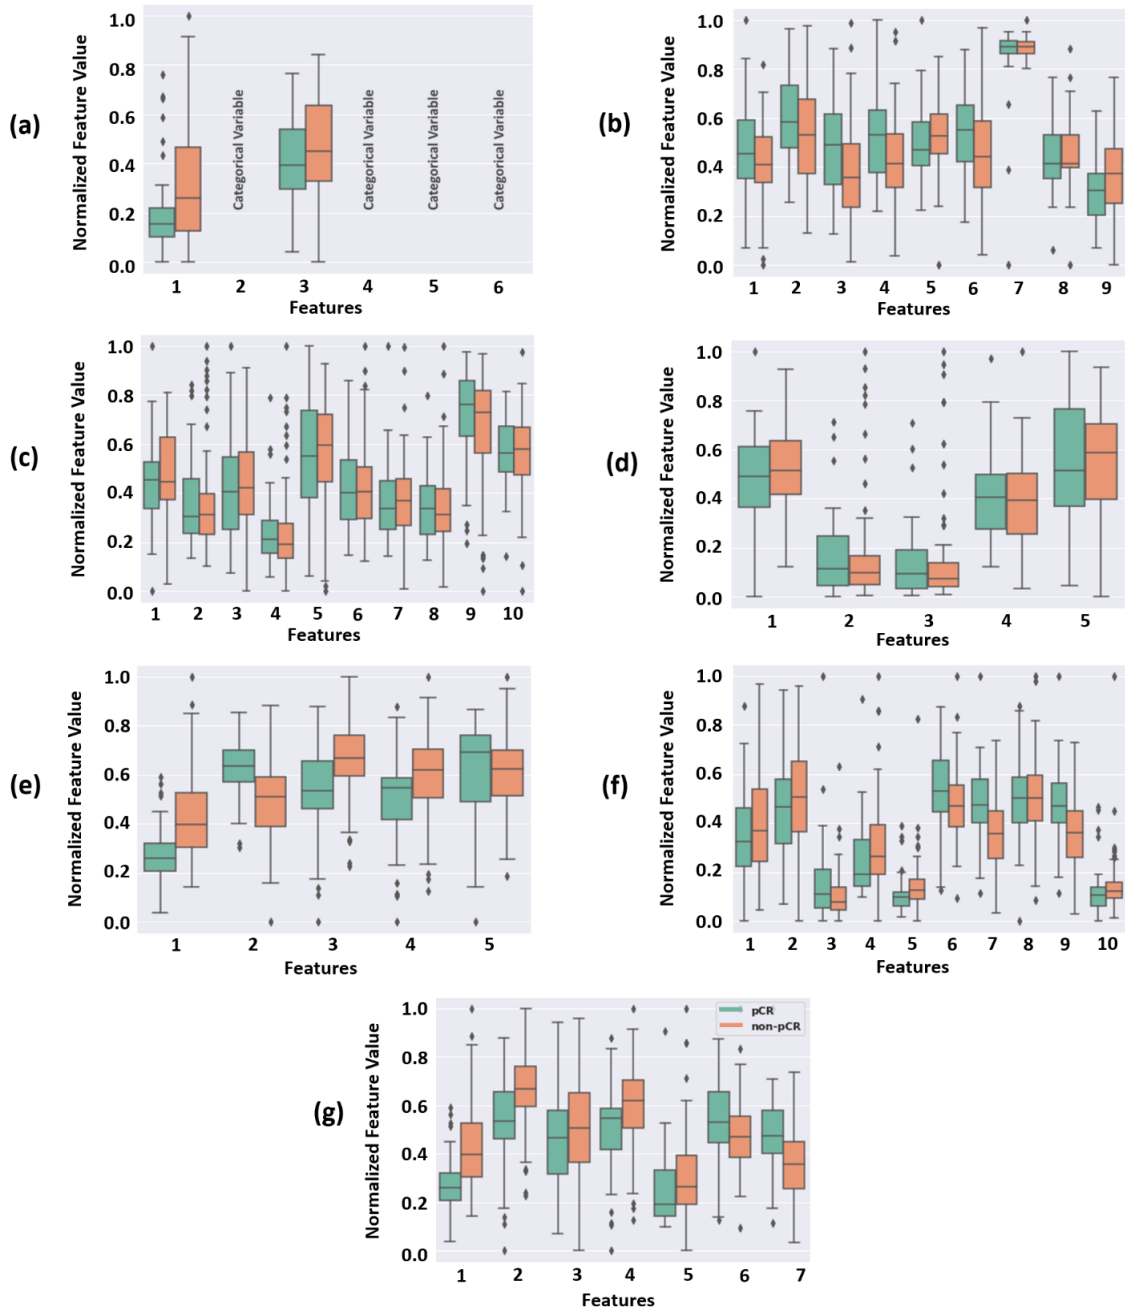 (a)
Normalized Feature Value
1.0
0.8
0.6
0.4
0.2
0.0
Categorical Variable
Categorical Variable
Categorical Variable
Categorical Variable
1 2 3 4 5 6
Features
(b)
Normalized Feature Value
1.0
0.8
0.6
0.4
0.2
0.0
1 2 3 4 5 6 7 8 9
Features
(c)
Normalized Feature Value
1.0
0.8
0.6
0.4
0.2
0.0
1 2 3 4 5 6 7 8 9 10
Features
(d)
Normalized Feature Value
1.0
0.8
0.6
0.4
0.2
0.0
1 2 3 4 5
Features
(e)
Normalized Feature Value
1.0
0.8
0.6
0.4
0.2
0.0
1 2 3 4 5
Features
(f)
Normalized Feature Value
1.0
0.8
0.6
0.4
0.2
0.0
1 2 3 4 5 6 7 8 9 10
Features
(g)
Normalized Feature Value
1.0
0.8
0.6
0.4
0.2
0.0
pCR
non-pCR
1 2 3 4 5 6 7
Features